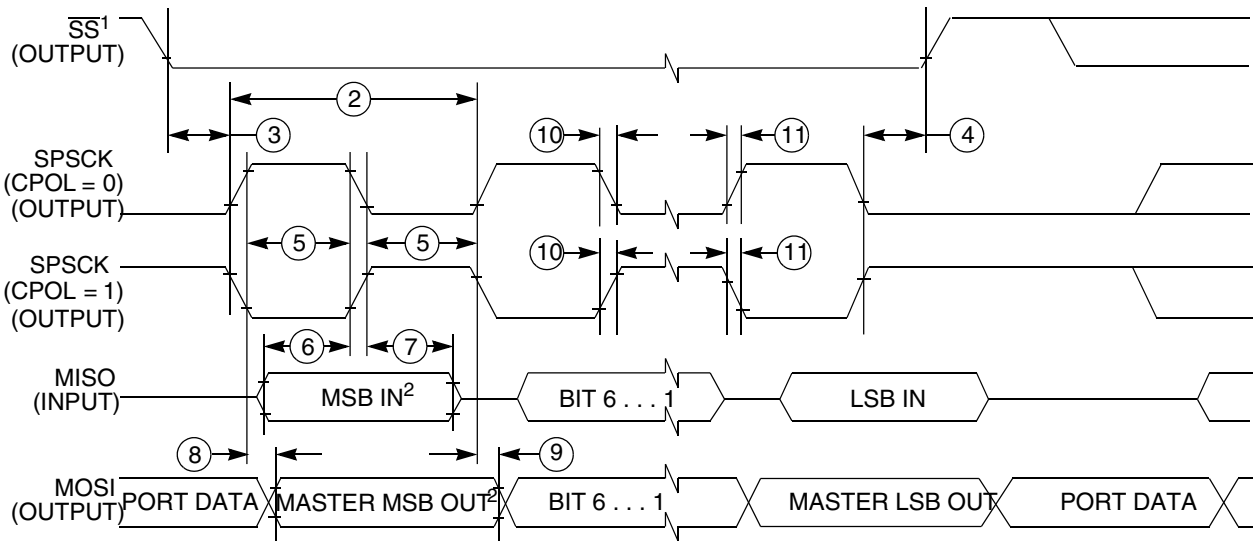 SS¹
(OUTPUT)
2
3
10
11
4
SPSCK
(CPOL = 0)
(OUTPUT)
5
5
SPSCK
(CPOL = 1)
(OUTPUT)
10
11
6
7
MISO
(INPUT)
MSB IN²
BIT 6 . . . 1
LSB IN
8
9
MOSI
(OUTPUT)
PORT DATA
MASTER MSB OUT²
BIT 6 . . . 1
MASTER LSB OUT
PORT DATA